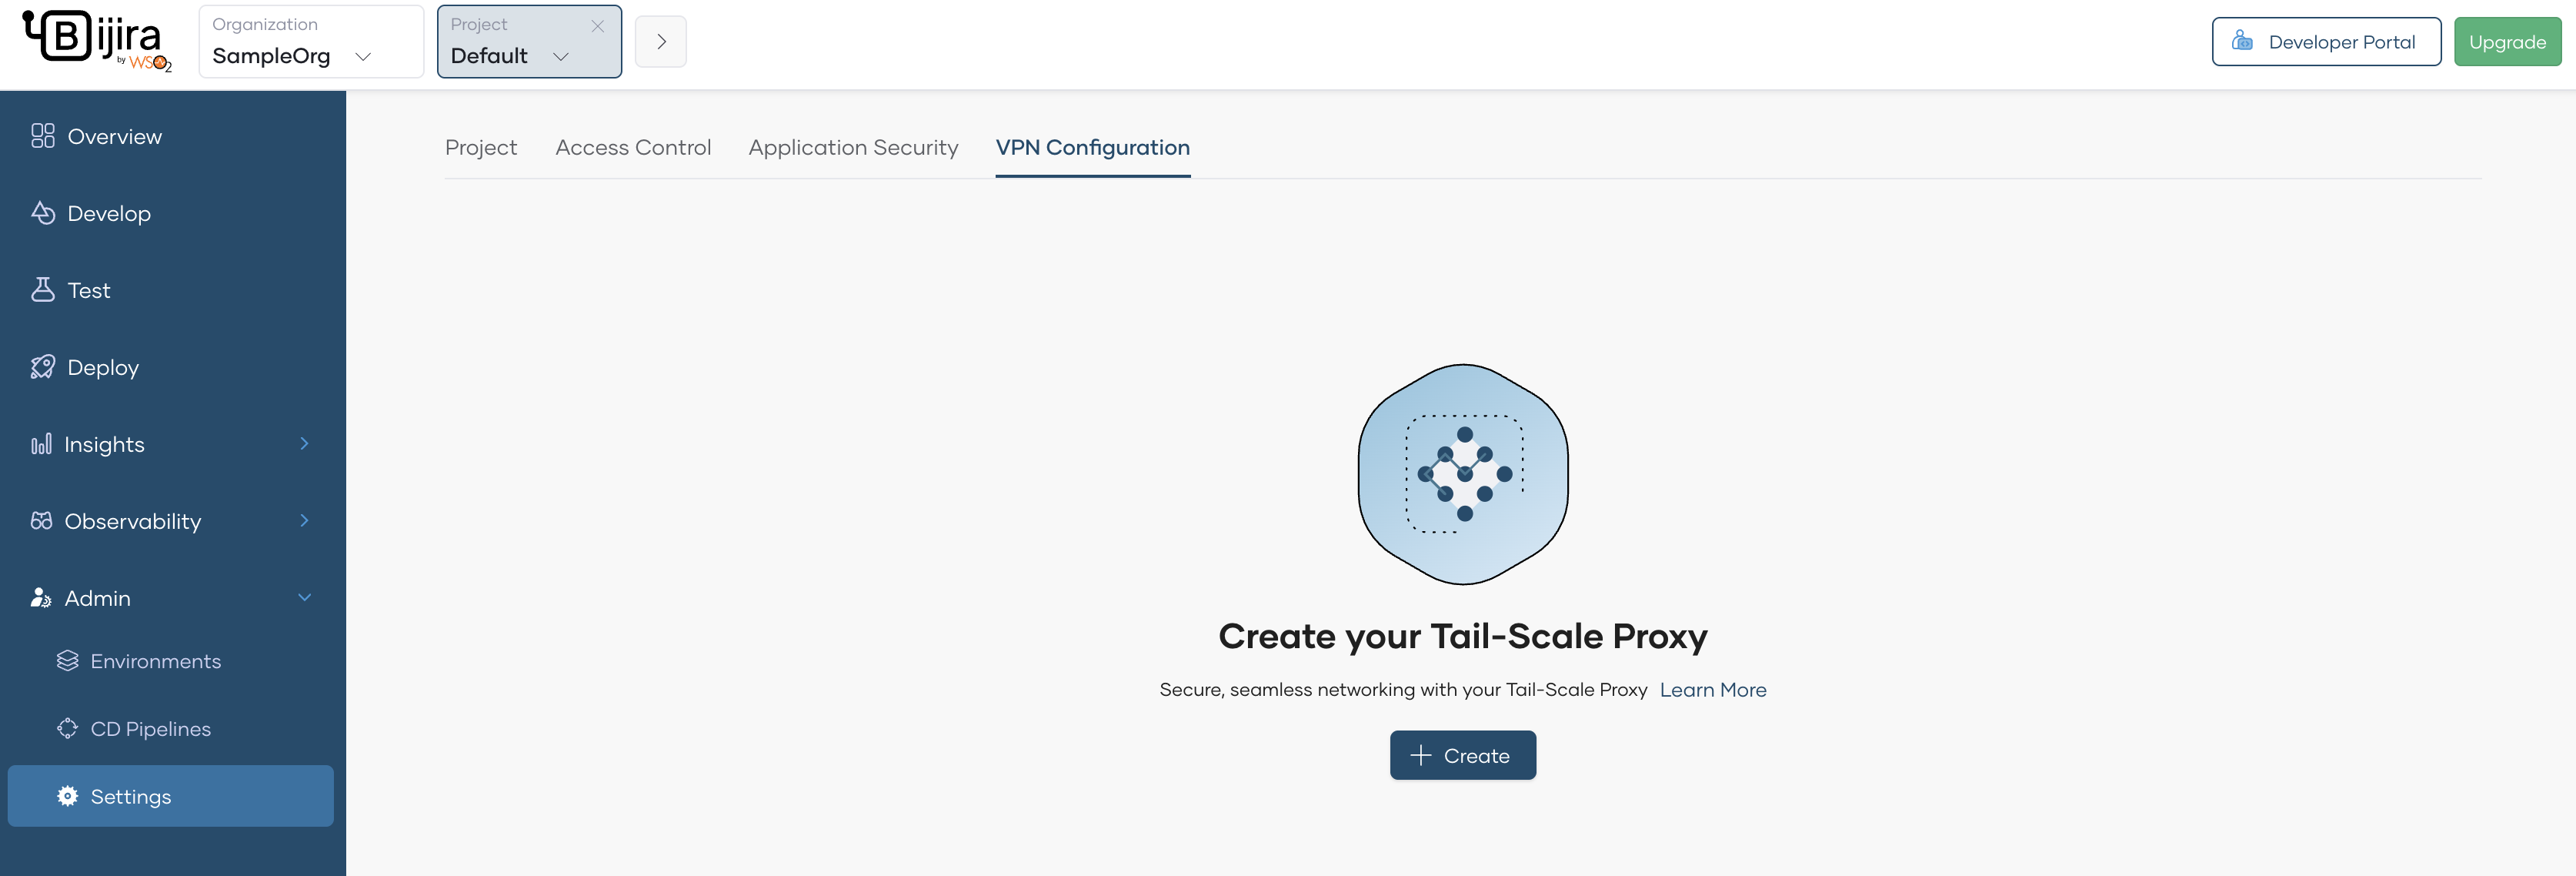 Bijira
by WSO2
Organization
SampleOrg
Project
Default
Developer Portal
Upgrade
Overview
Develop
Test
Deploy
Insights
Observability
Admin
Environments
CD Pipelines
Settings
Project Access Control Application Security VPN Configuration
Create your Tail-Scale Proxy
Secure, seamless networking with your Tail-Scale Proxy Learn More
Create